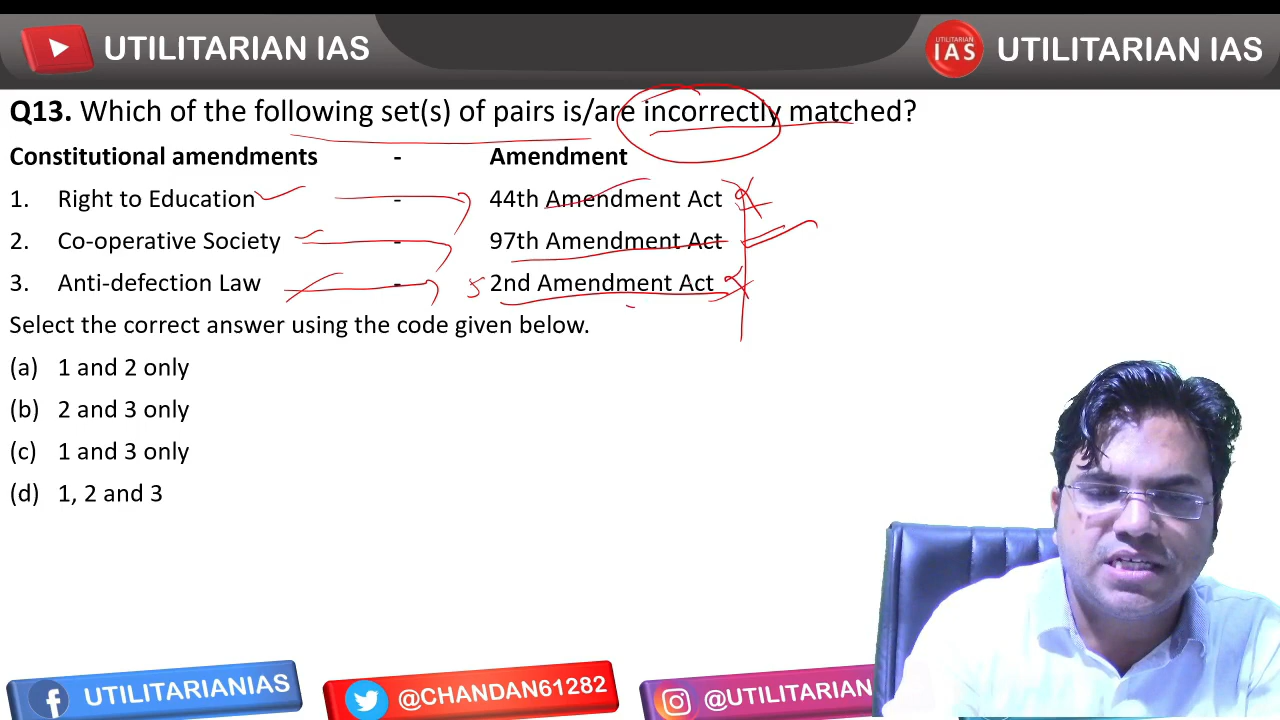 UTILITARIAN IAS
UTILITARIAN IAS UTILITARIAN IAS
Q13. Which of the following set(s) of pairs is/are incorrectly matched?
Constitutional amendments - Amendment
1. Right to Education - 44th Amendment Act
2. Co-operative Society - 97th Amendment Act
3. Anti-defection Law - 5 2nd Amendment Act
Select the correct answer using the code given below.
(a) 1 and 2 only
(b) 2 and 3 only
(c) 1 and 3 only
(d) 1, 2 and 3
f UTILITARIANIAS @CHANDAN61282 @UTILITARIAN